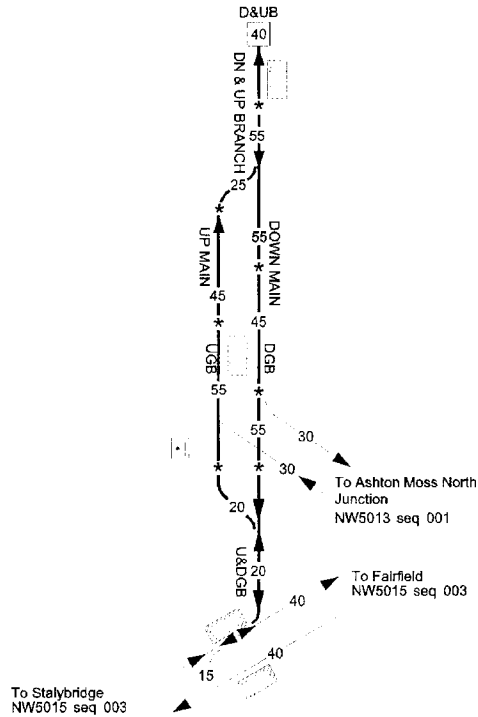 D&UB
40
DN & UP BRANCH
55
25
UP MAIN
55
DOWN MAIN
45
45
UGB
DGB
55
55
30
30
To Ashton Moss North
Junction
NW5013 seq 001
20
U&DGB
20
To Fairfield
NW5015 seq 003
40
40
15
To Stalybridge
NW5015 seq 003